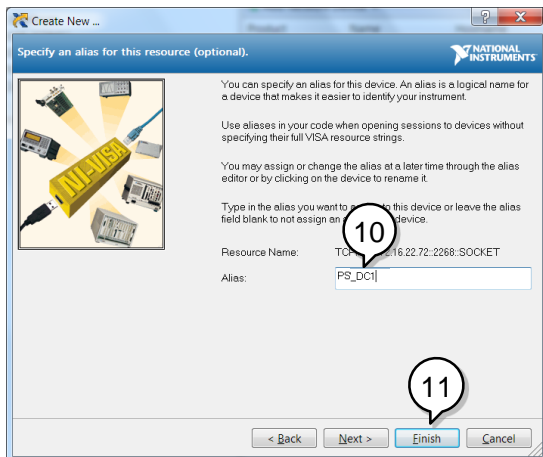 Create New ...
Specify an alias for this resource (optional).
NATIONAL
INSTRUMENTS
You can specify an alias for this device. An alias is a logical name for
a device that makes it easier to identify your instrument.
Use aliases in your code when opening sessions to devices without
specifying their full VISA resource strings.
You may assign or change the alias at a later time through the alias
editor or by clicking on the device to rename it.
Type in the alias you want to this device or leave the alias
field blank to not assign an device.
NI-VISA
10
Resource Name: 16.22.72::2268::SOCKET
Alias: PS'_DC1
11
< Back Next > Finish Cancel